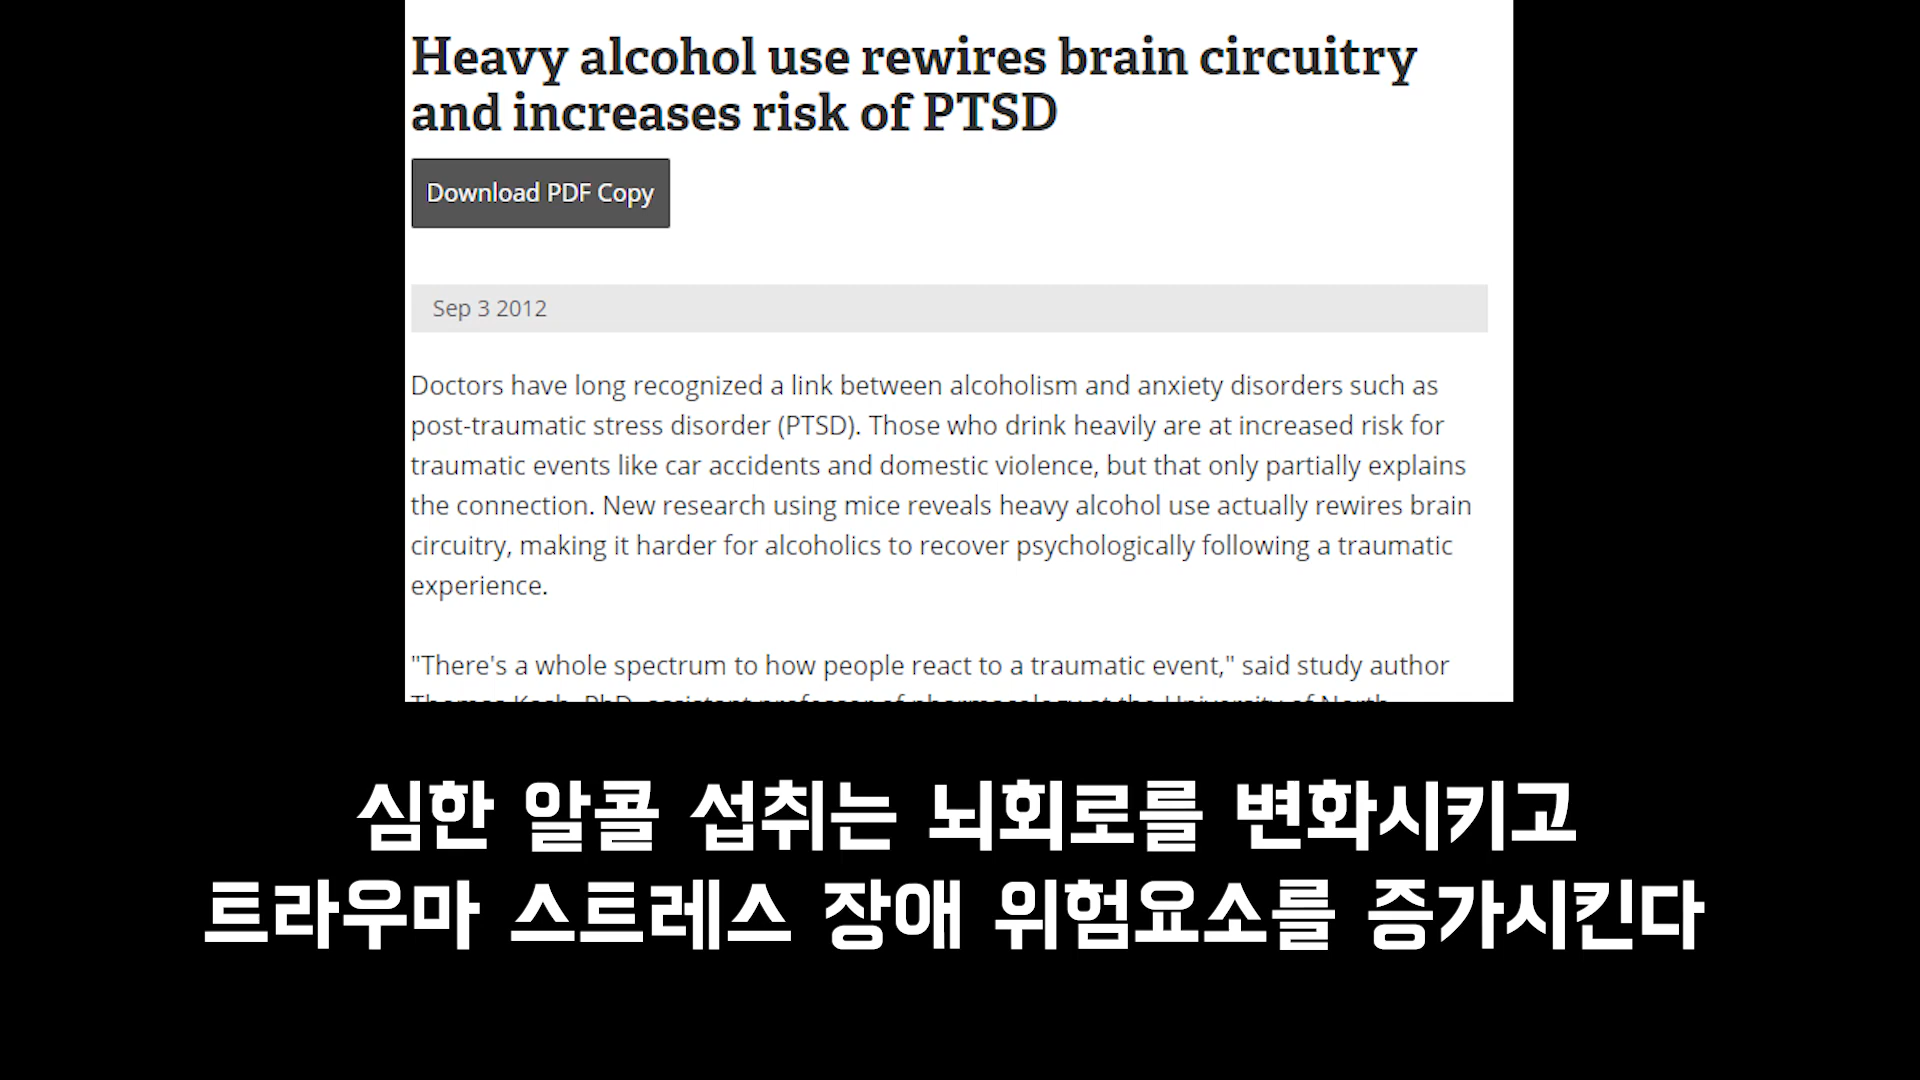 Heavy alcohol use rewires brain circuitry
and increases risk of PTSD
Download PDF Copy
Sep 3 2012
Doctors have long recognized a link between alcoholism and anxiety disorders such as
post-traumatic stress disorder (PTSD). Those who drink heavily are at increased risk for
traumatic events like car accidents and domestic violence, but that only partially explains
the connection. New research using mice reveals heavy alcohol use actually rewires brain
circuitry, making it harder for alcoholics to recover psychologically following a traumatic
experience.
"There's a whole spectrum to how people react to a traumatic event," said study author
심한 알콜 섭취는 뇌회로를 변화시키고
트라우마 스트레스 장애 위험요소를 증가시킨다